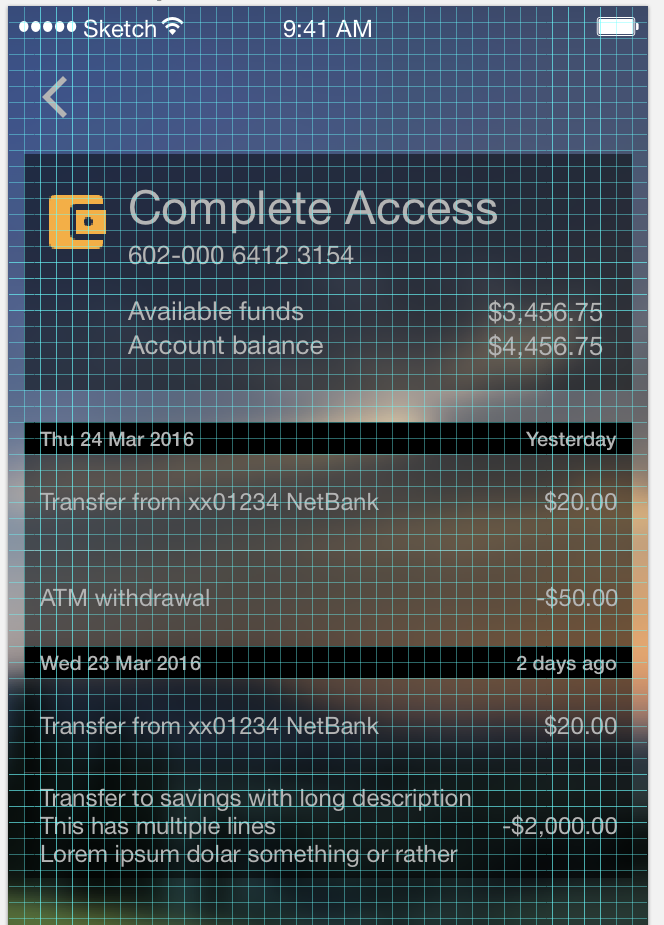 Sketch 9:41 AM
Complete Access
602-000 6412 3154
Available funds $3,456.75
Account balance $4,456.75
Thu 24 Mar 2016 Yesterday
Transfer from xx01234 NetBank $20.00
ATM withdrawal -$50.00
Wed 23 Mar 2016 2 days ago
Transfer from xx01234 NetBank $20.00
Transfer to savings with long description
This has multiple lines -$2,000.00
Lorem ipsum dolar something or rather